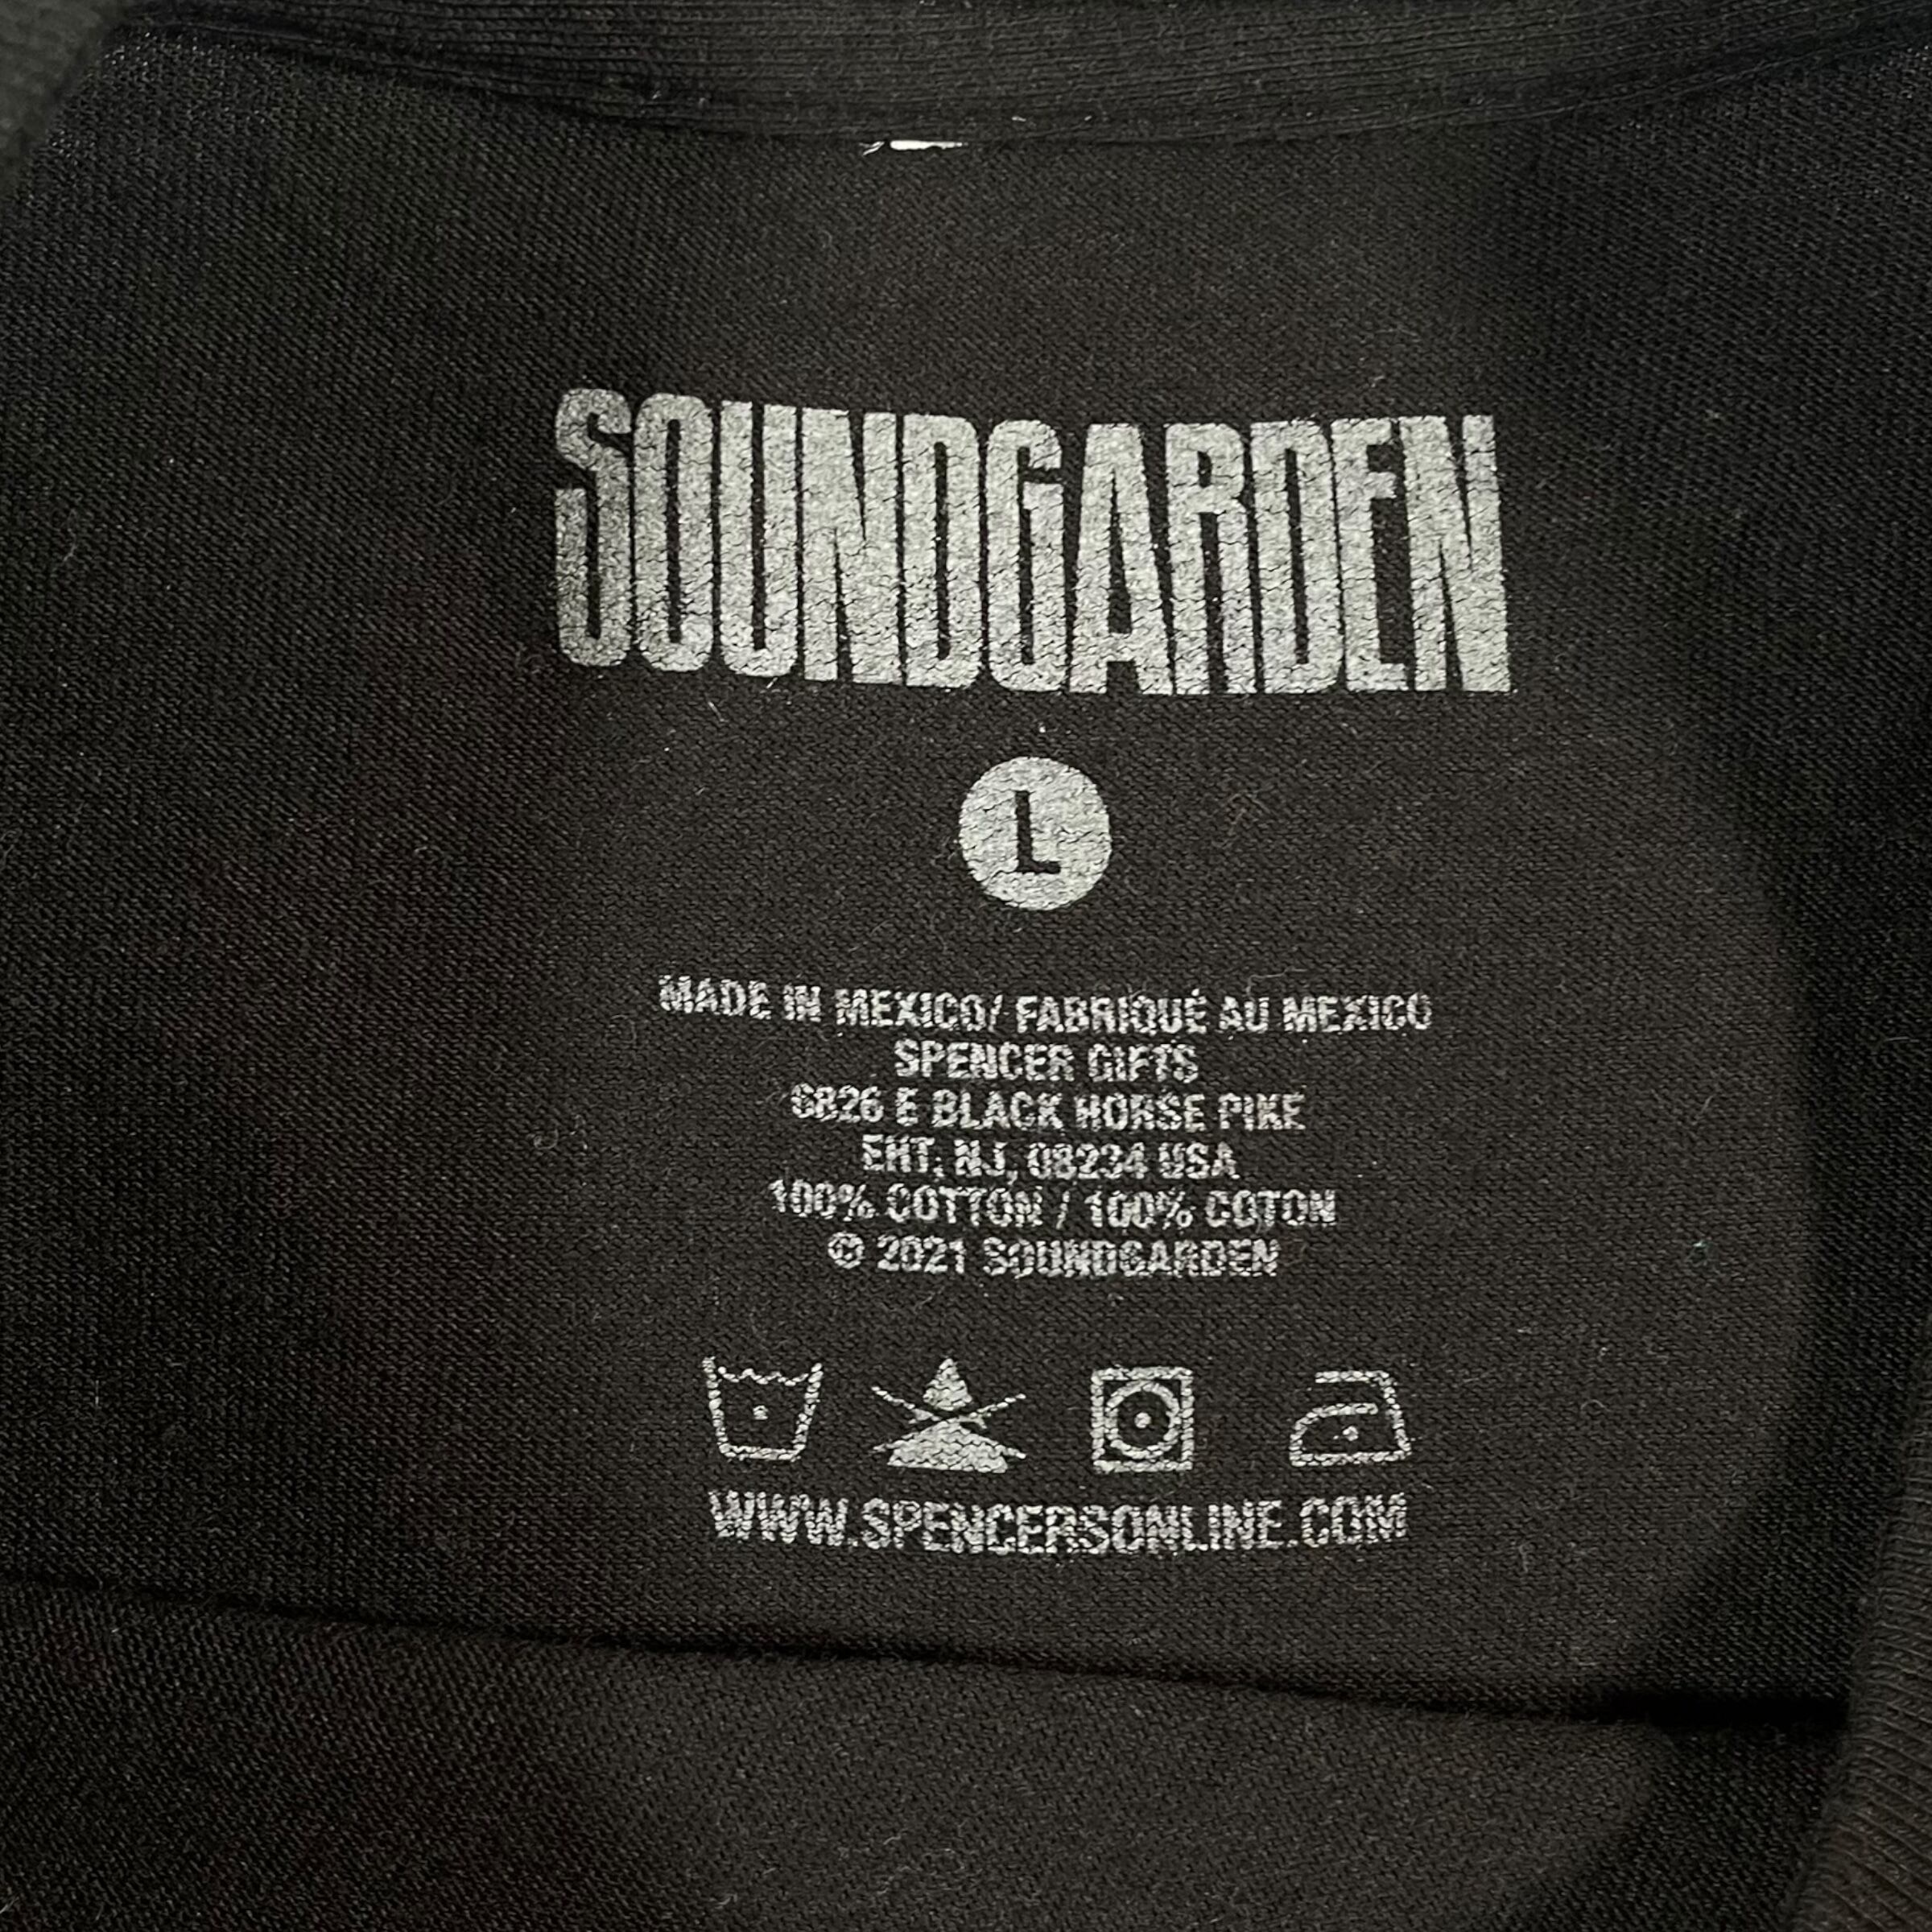 SOUNDGARDEN
L
MADE IN MEXICO/ FABRIQUÉ AU MEXICO
SPENCER GIFTS
6826 E BLACK HORSE PIKE
EHT, NJ, 08234 USA
100% COTTON / 100% COTON
© 2021 SOUNDGARDEN
WWW.SPENCERSONLINE.COM